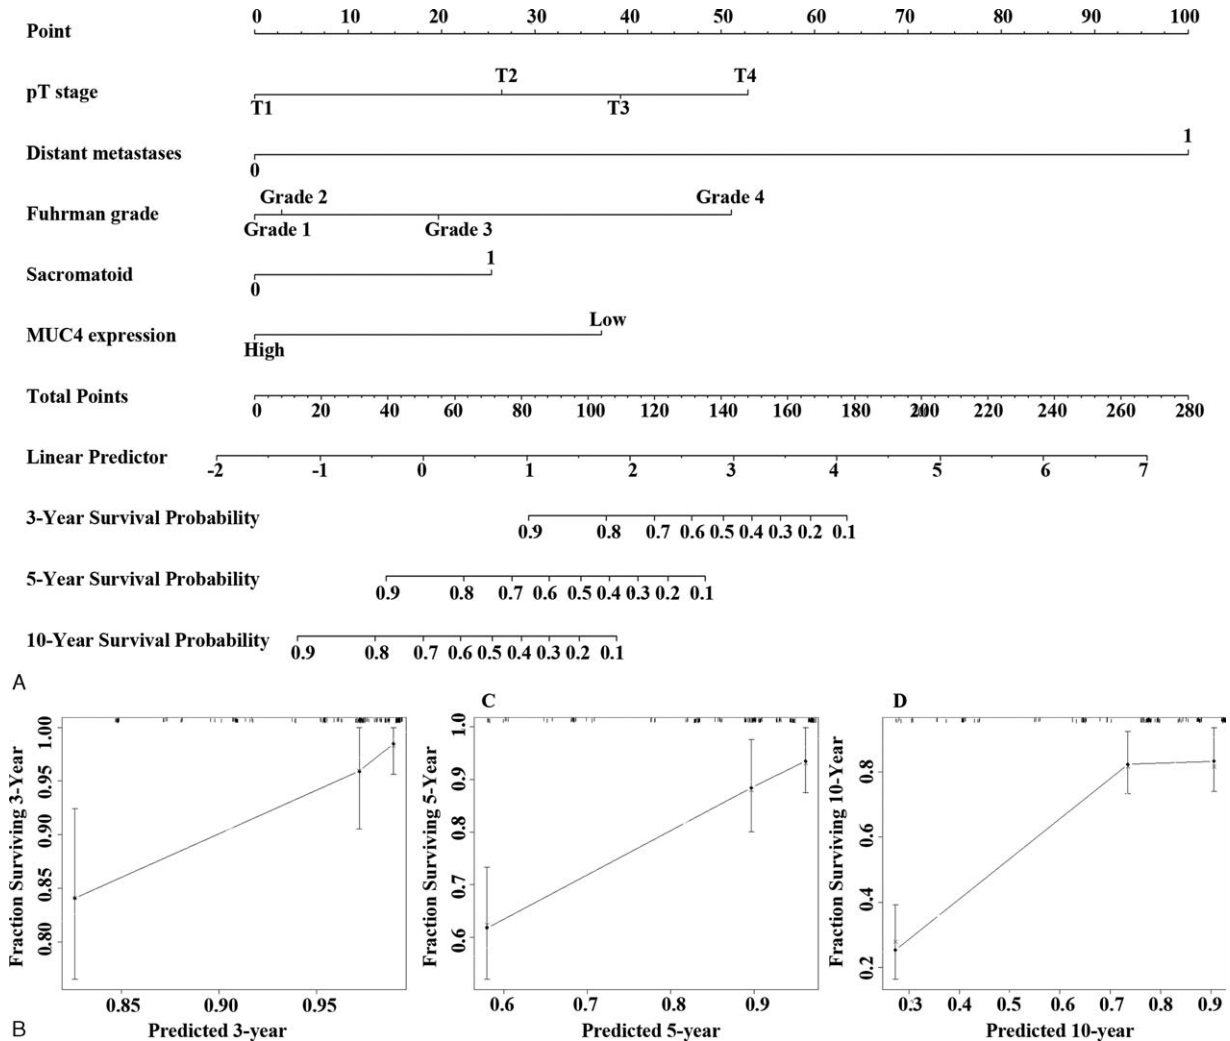 Point 0 10 20 30 40 50 60 70 80 90 100
T2 T4
pT stage
T1 T3
1
Distant metastases
0
Grade 2 Grade 4
Fuhrman grade
Grade 1 Grade 3
1
Sacromatoid
0
Low
MUC4 expression
High
Total Points
0 20 40 60 80 100 120 140 160 180 200 220 240 260 280
Linear Predictor
-2 -1 0 1 2 3 4 5 6 7
3-Year Survival Probability
0.9 0.8 0.7 0.6 0.5 0.4 0.3 0.2 0.1
5-Year Survival Probability
0.9 0.8 0.7 0.6 0.5 0.4 0.3 0.2 0.1
10-Year Survival Probability
0.9 0.8 0.7 0.6 0.5 0.4 0.3 0.2 0.1
A
Fraction Surviving 3-Year
1.00
0.95
0.90
0.85
0.80
0.85 0.90 0.95
Predicted 3-year
B
C
Fraction Surviving 5-Year
1.0
0.9
0.8
0.7
0.6
0.6 0.7 0.8 0.9
Predicted 5-year
D
Fraction Surviving 10-Year
0.8
0.6
0.4
0.2
0.3 0.4 0.5 0.6 0.7 0.8 0.9
Predicted 10-year